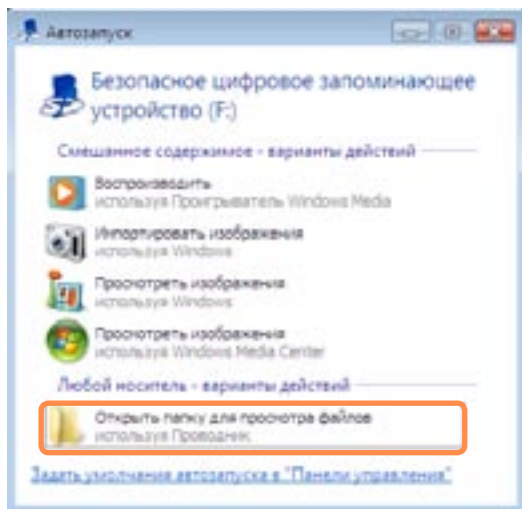 Автозапуск
Безопасное цифровое запоминающее
устройство (F:)
Смешанное содержимое - варианты действий
Воспроизводить
используя Проигрыватель Windows Media
Импортировать изображения
используя Windows
Просмотреть изображения
используя Windows
Просмотреть изображения
используя Windows Media Center
Любой носитель - варианты действий
Открыть папку для просмотра файлов
используя Проводник
Задать умолчания автозапуска в "Панели управления"